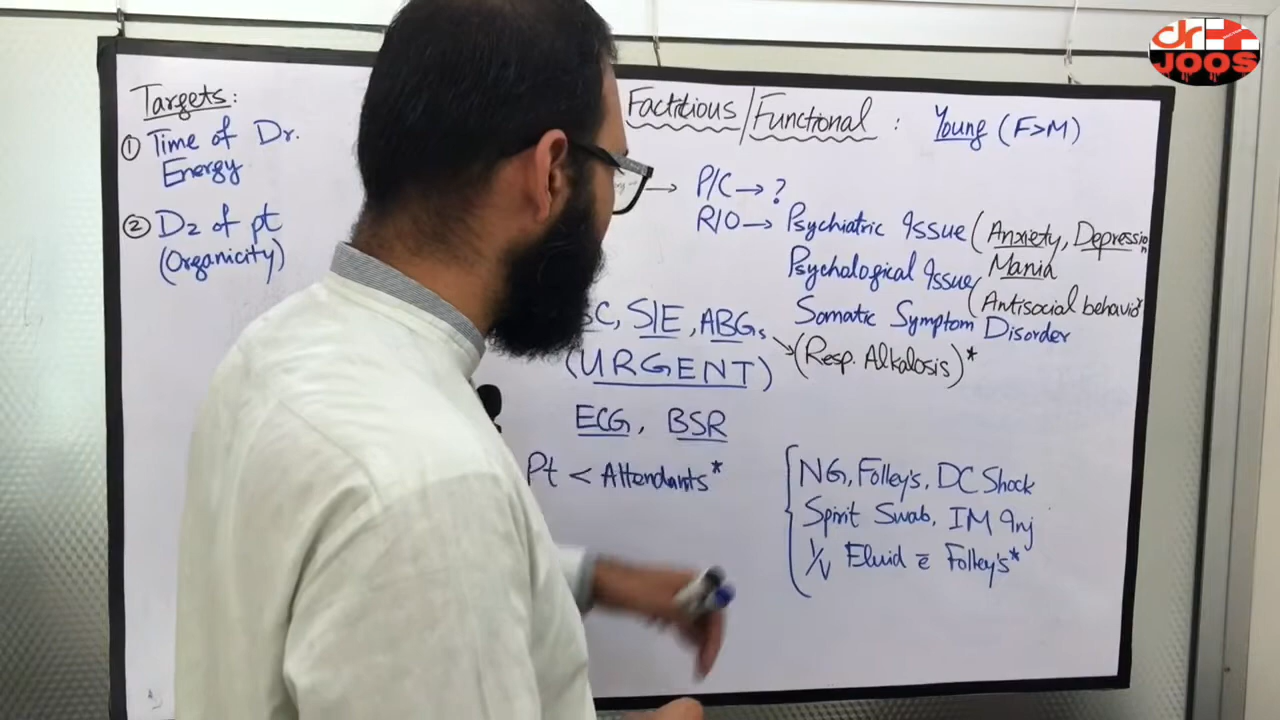 dr
JOOS
Targets:
① Time of Dr.
Energy
② Dz of pt
(Organicity)
Factitious/Functional : Young (F>M)
→ P/C → ?
R/O → Psychiatric Issue (Anxiety, Depression
Mania
Psychological Issue
(Antisocial behavior
Somatic Symptom Disorder
C, S/E, ABGs
(Resp. Alkalosis)*
(URGENT)
ECG, BSR
Pt < Attendants*
NG, Folley's, DC Shock
Spirit Swab, IM Inj
I/V Fluid c̄ Folley's*